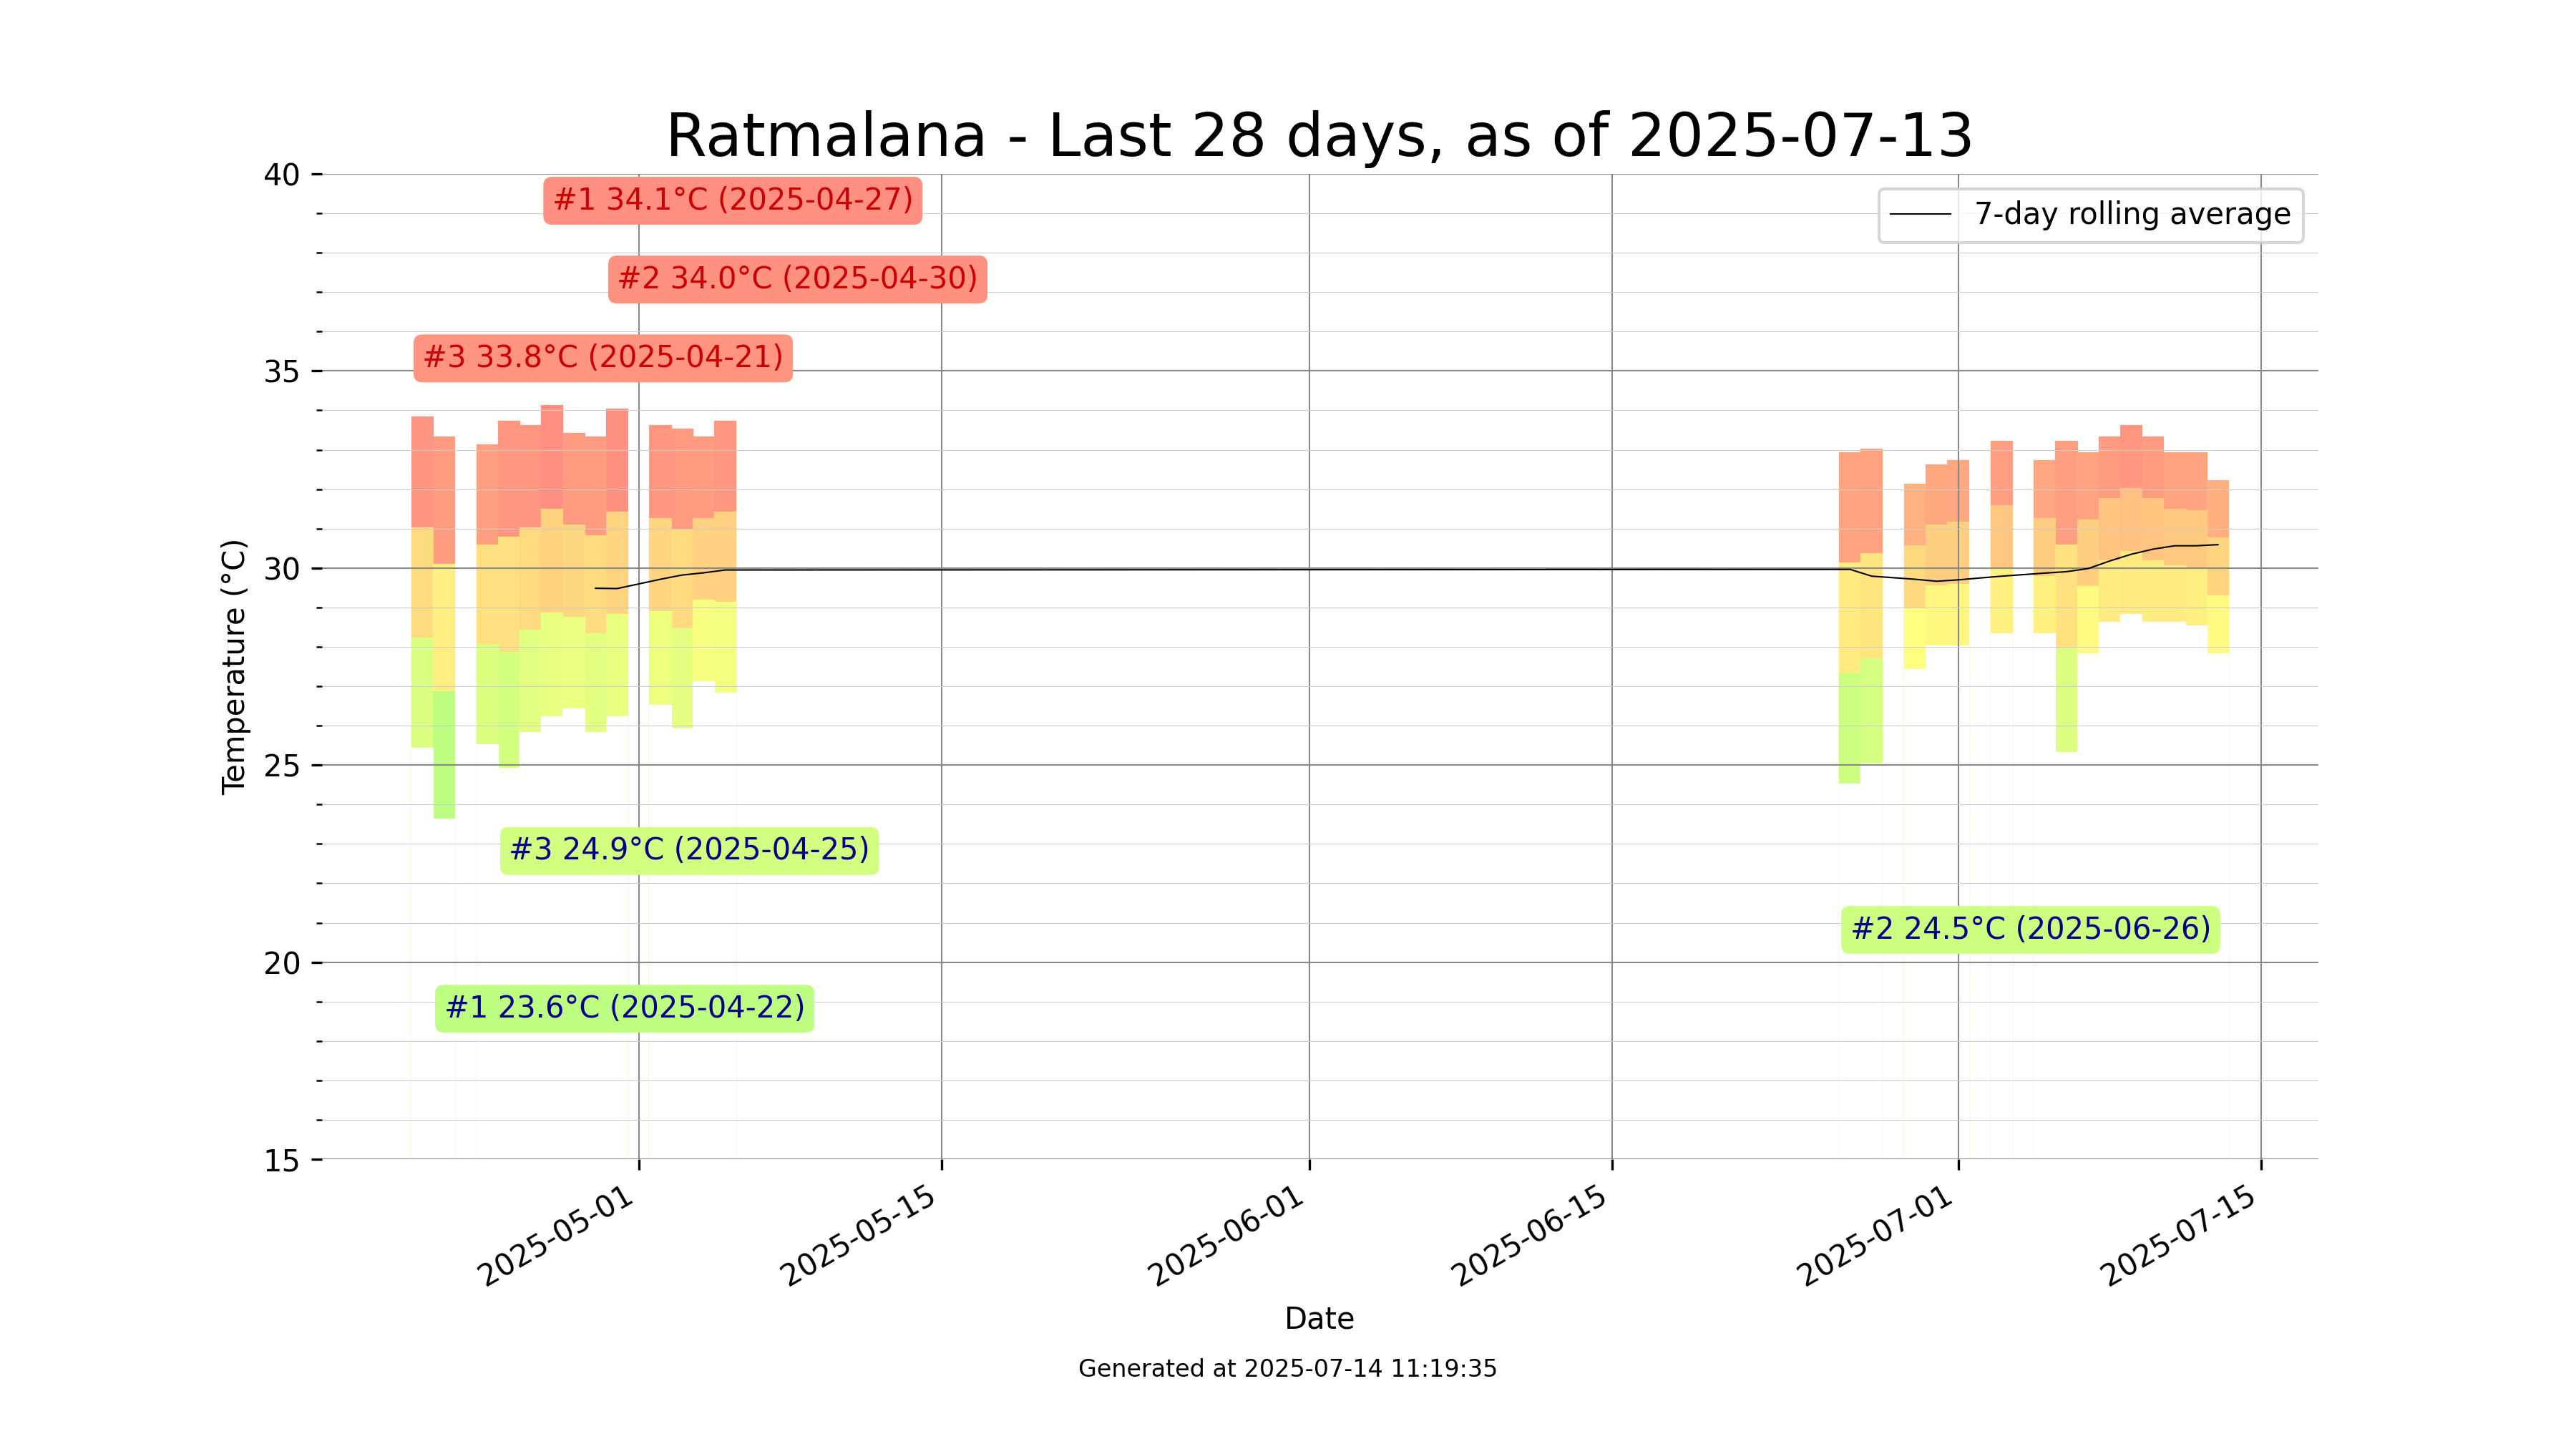 Ratmalana - Last 28 days, as of 2025-07-13
40
#1 34.1°C (2025-04-27)
7-day rolling average
#2 34.0°C (2025-04-30)
#3 33.8°C (2025-04-21)
35
30
Temperature (°C)
25
#3 24.9°C (2025-04-25)
#2 24.5°C (2025-06-26)
20
#1 23.6°C (2025-04-22)
15
2025-05-01
2025-05-15
2025-06-01
2025-06-15
2025-07-01
2025-07-15
Date
Generated at 2025-07-14 11:19:35